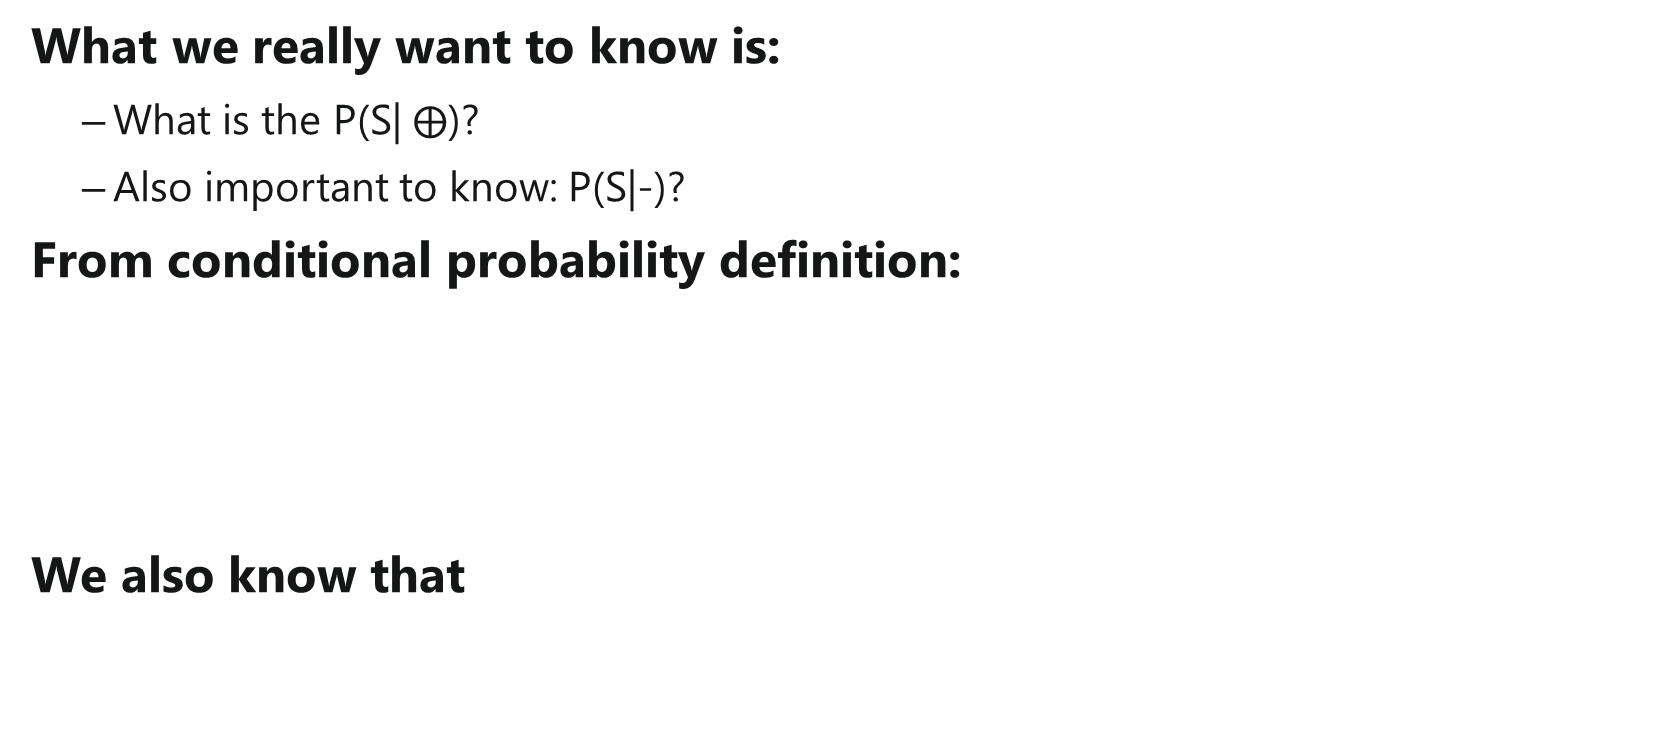 What we really want to know is:
– What is the P(S| ⊕)?
– Also important to know: P(S|-)?
From conditional probability definition:
We also know that